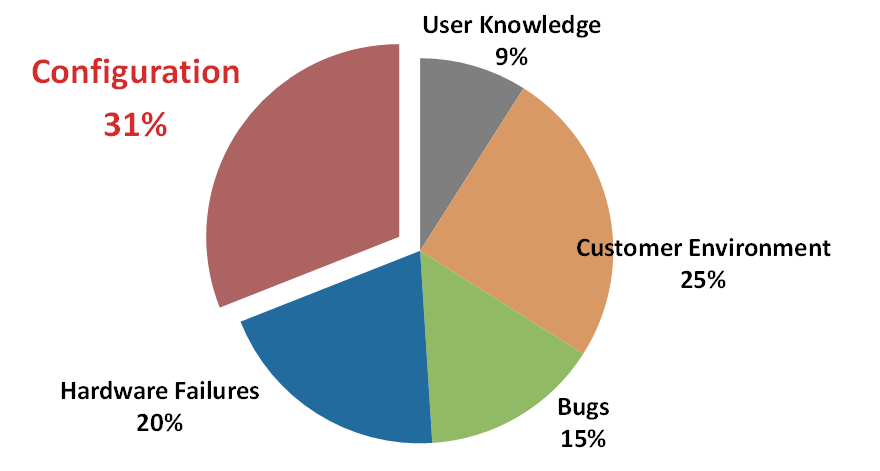 User Knowledge
9%
Configuration
31%
Customer Environment
25%
Hardware Failures
20%
Bugs
15%